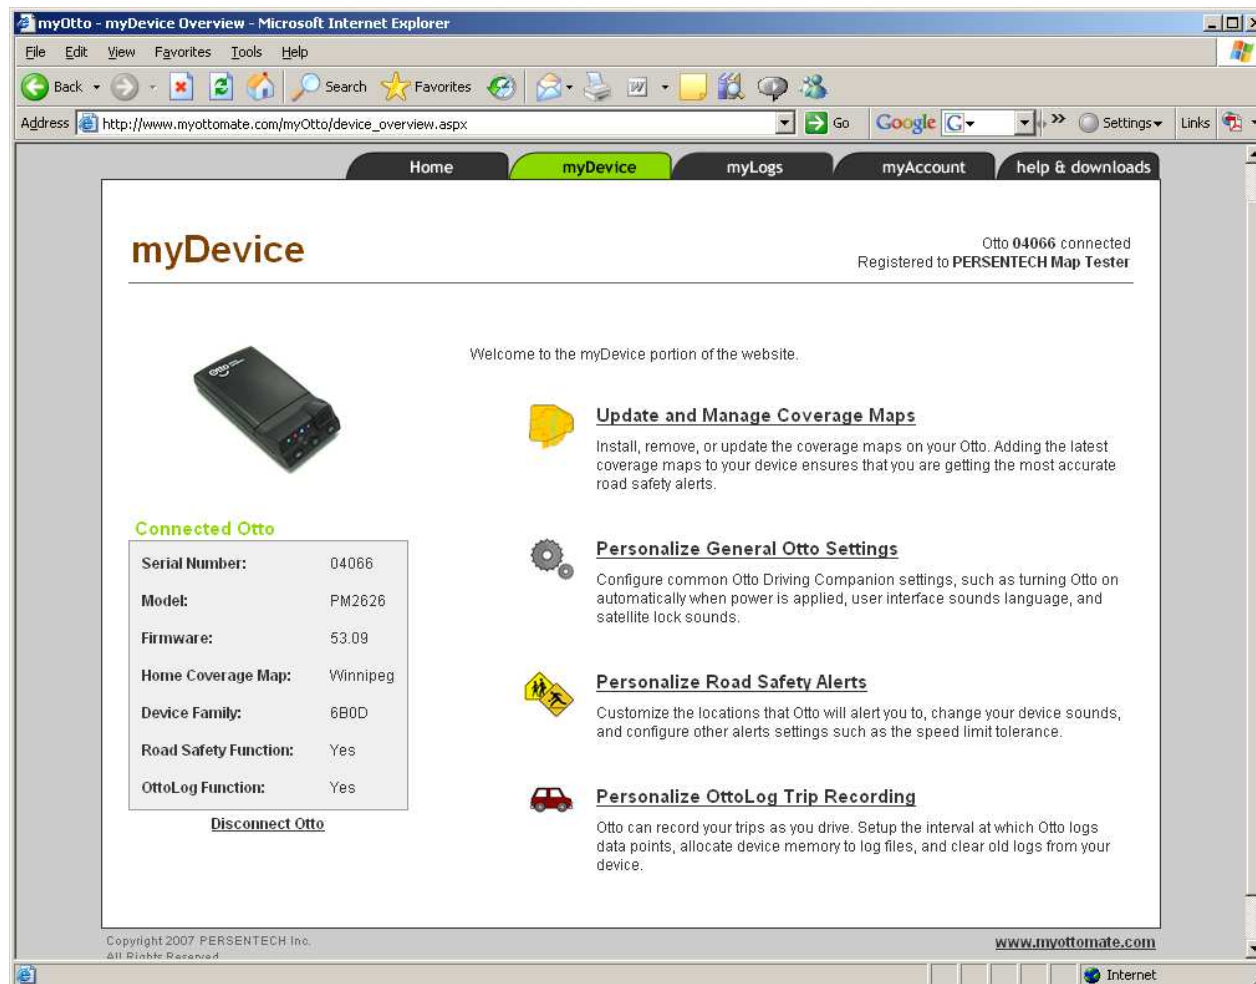 myOtto - myDevice Overview - Microsoft Internet Explorer
File Edit View Favorites Tools Help
Back Search Favorites
Address http://www.myottomate.com/myOtto/device_overview.aspx Go Google G Settings Links
Home myDevice myLogs myAccount help & downloads
myDevice
Otto 04066 connected
Registered to PERSENTECH Map Tester
otto
Welcome to the myDevice portion of the website.
Connected Otto
Serial Number: 04066
Model: PM2626
Firmware: 53.09
Home Coverage Map: Winnipeg
Device Family: 6B0D
Road Safety Function: Yes
OttoLog Function: Yes
Disconnect Otto
Update and Manage Coverage Maps
Install, remove, or update the coverage maps on your Otto. Adding the latest
coverage maps to your device ensures that you are getting the most accurate
road safety alerts.
Personalize General Otto Settings
Configure common Otto Driving Companion settings, such as turning Otto on
automatically when power is applied, user interface sounds language, and
satellite lock sounds.
Personalize Road Safety Alerts
Customize the locations that Otto will alert you to, change your device sounds,
and configure other alerts settings such as the speed limit tolerance.
Personalize OttoLog Trip Recording
Otto can record your trips as you drive. Setup the interval at which Otto logs
data points, allocate device memory to log files, and clear old logs from your
device.
Copyright 2007 PERSENTECH Inc.
All Rights Reserved
www.myottomate.com
Internet